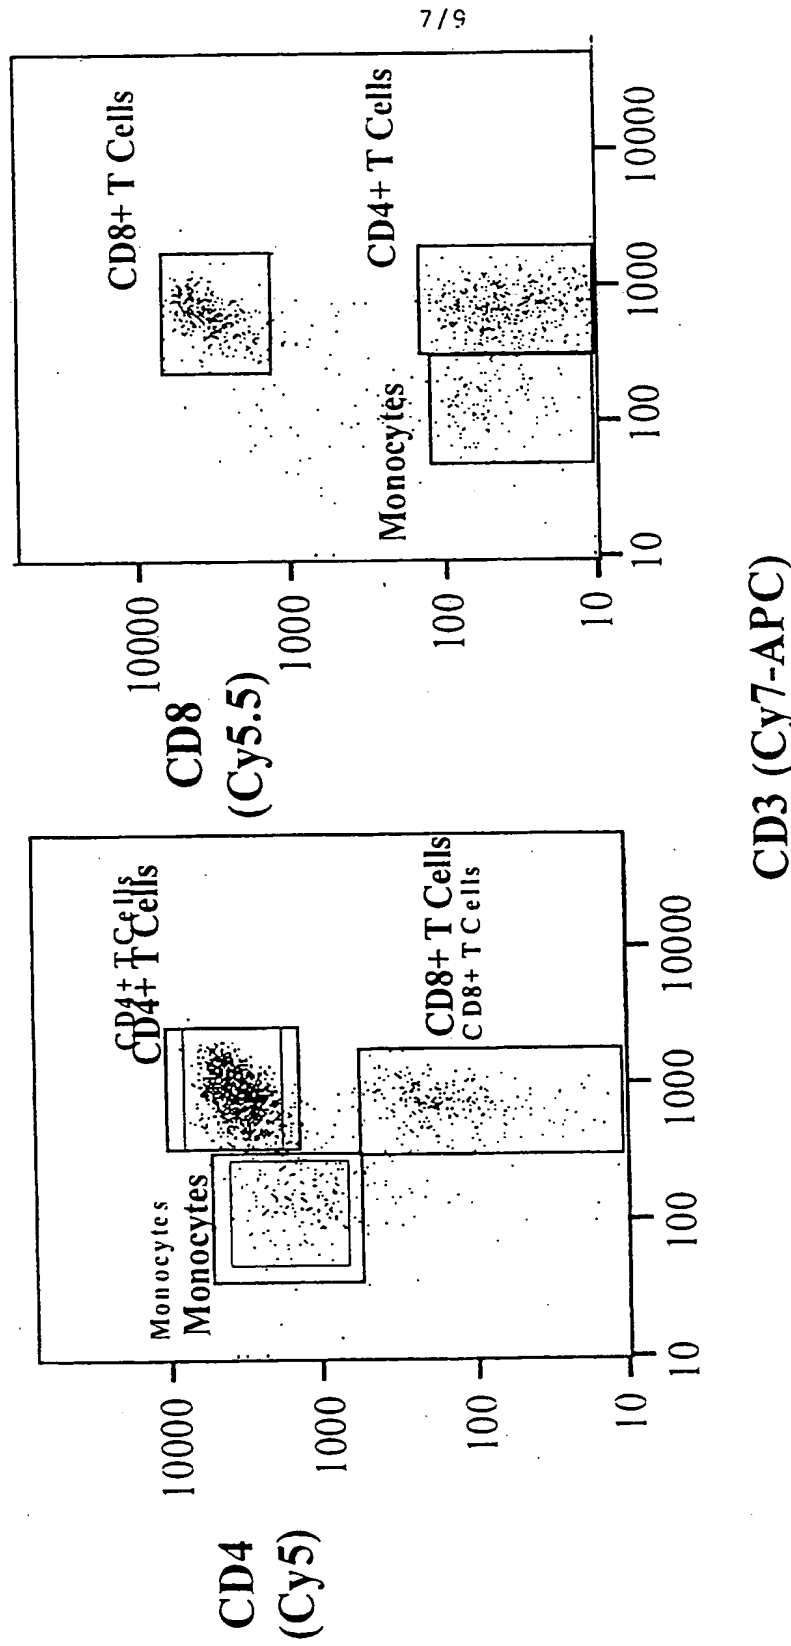 5/7
CD4
(Cy5)
10000
1000
100
10
CD4+ T Cells
CD4+ T Cells
Monocytes
Monocytes
CD8+ T Cells
CD8+ T Cells
10
100
1000
10000
CD8
(Cy5.5)
10000
1000
100
10
CD8+ T Cells
Monocytes
CD4+ T Cells
10
100
1000
10000
CD3 (Cy7-APC)